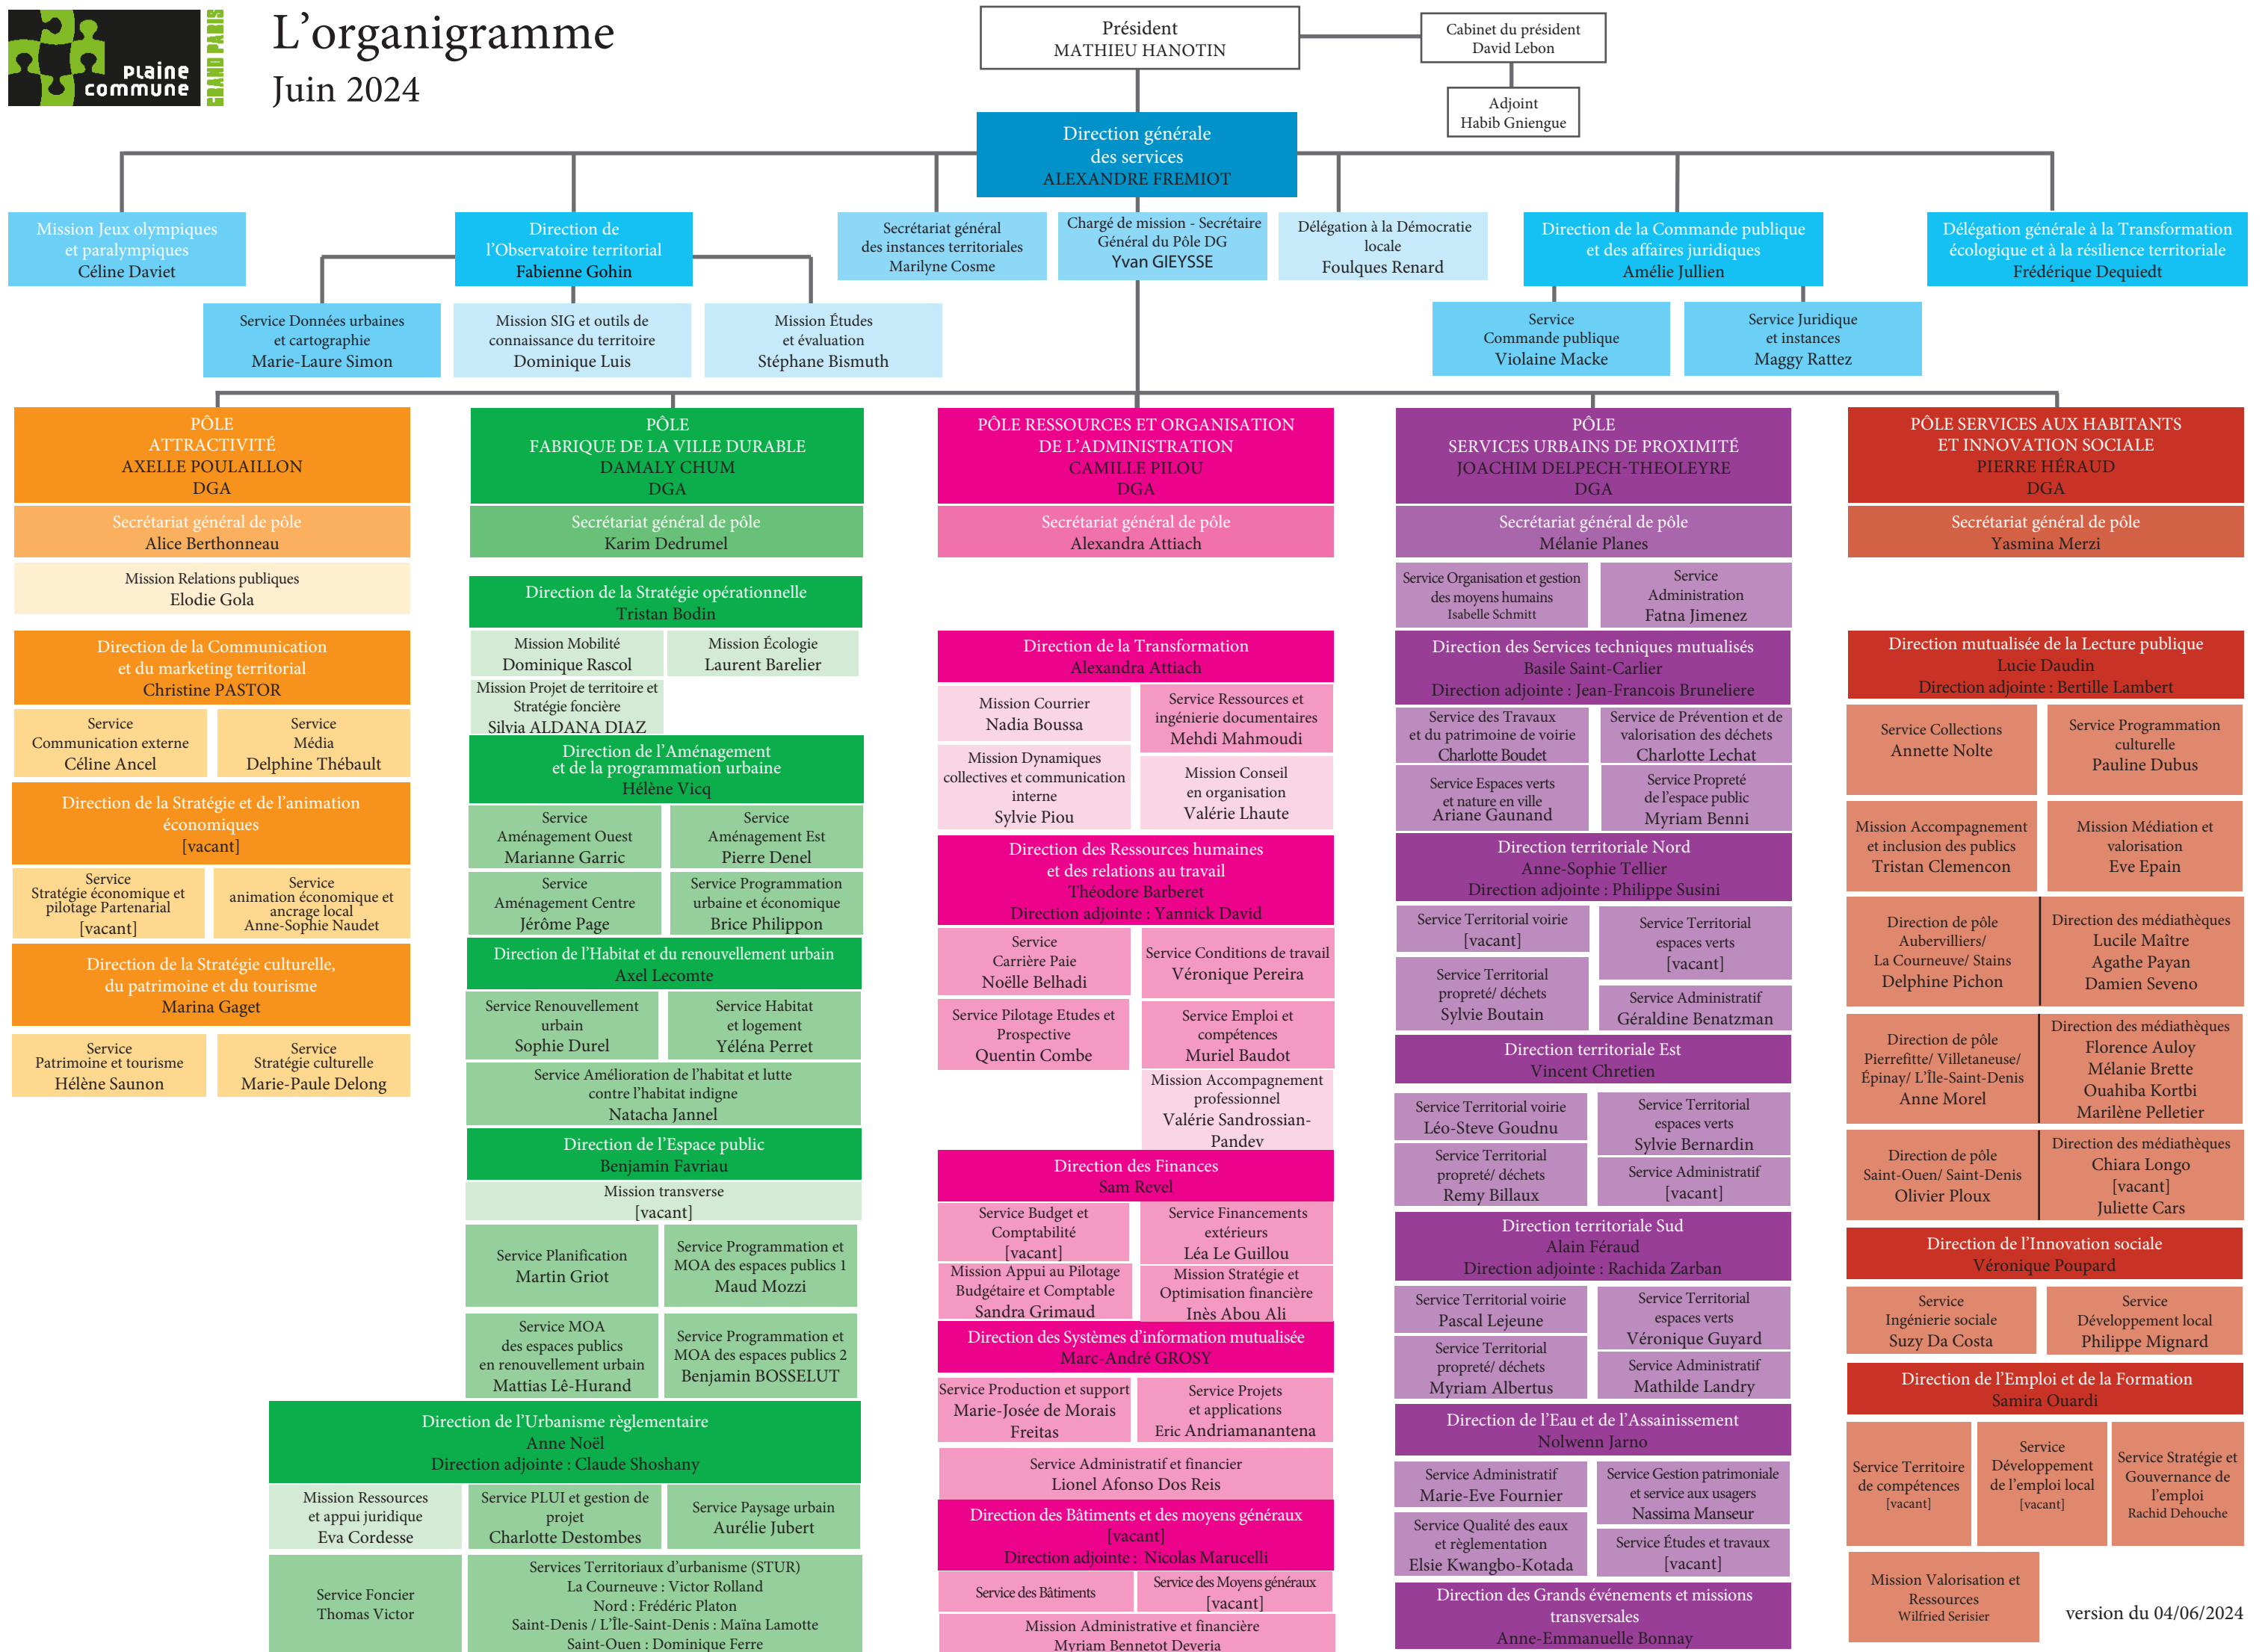 plaine
commune
GRAND PARIS
L'organigramme
Juin 2024
Président
MATHIEU HANOTIN
Cabinet du président
David Lebon
Adjoint
Habib Gniengue
Direction générale
des services
ALEXANDRE FREMIOT
Mission Jeux olympiques
et paralympiques
Céline Daviet
Direction de
l'Observatoire territorial
Fabienne Gohin
Secrétariat général
des instances territoriales
Marilyne Cosme
Chargé de mission - Secrétaire
Général du Pôle DG
Yvan GIEYSSE
Délégation à la Démocratie
locale
Foulques Renard
Direction de la Commande publique
et des affaires juridiques
Amélie Jullien
Délégation générale à la Transformation
écologique et à la résilience territoriale
Frédérique Dequiedt
Service Données urbaines
et cartographie
Marie-Laure Simon
Mission SIG et outils de
connaissance du territoire
Dominique Luis
Mission Études
et évaluation
Stéphane Bismuth
Service
Commande publique
Violaine Macke
Service Juridique
et instances
Maggy Rattez
PÔLE
ATTRACTIVITÉ
AXELLE POULAILLON
DGA
Secrétariat général de pôle
Alice Berthonneau
Mission Relations publiques
Elodie Gola
Direction de la Communication
et du marketing territorial
Christine PASTOR
Service
Communication externe
Céline Ancel
Service
Média
Delphine Thébault
Direction de la Stratégie et de l'animation
économiques
[vacant]
Service
Stratégie économique et
pilotage Partenarial
[vacant]
Service
animation économique et
ancrage local
Anne-Sophie Naudet
Direction de la Stratégie culturelle,
du patrimoine et du tourisme
Marina Gaget
Service
Patrimoine et tourisme
Hélène Saunon
Service
Stratégie culturelle
Marie-Paule Delong
PÔLE
FABRIQUE DE LA VILLE DURABLE
DAMALY CHUM
DGA
Secrétariat général de pôle
Karim Dedrumel
Direction de la Stratégie opérationnelle
Tristan Bodin
Mission Mobilité
Dominique Rascol
Mission Écologie
Laurent Barelier
Mission Projet de territoire et
Stratégie foncière
Silvia ALDANA DIAZ
Direction de l'Aménagement
et de la programmation urbaine
Hélène Vicq
Service
Aménagement Ouest
Marianne Garric
Service
Aménagement Est
Pierre Denel
Service
Aménagement Centre
Jérôme Page
Service Programmation
urbaine et économique
Brice Philippon
Direction de l'Habitat et du renouvellement urbain
Axel Lecomte
Service Renouvellement
urbain
Sophie Durel
Service Habitat
et logement
Yéléna Perret
Service Amélioration de l'habitat et lutte
contre l'habitat indigne
Natacha Jannel
Direction de l'Espace public
Benjamin Favriau
Mission transverse
[vacant]
Service Planification
Martin Griot
Service Programmation et
MOA des espaces publics 1
Maud Mozzi
Service MOA
des espaces publics
en renouvellement urbain
Mattias Lê-Hurand
Service Programmation et
MOA des espaces publics 2
Benjamin BOSSELUT
Direction de l'Urbanisme règlementaire
Anne Noël
Direction adjointe : Claude Shoshany
Mission Ressources
et appui juridique
Eva Cordesse
Service PLUI et gestion de
projet
Charlotte Destombes
Service Paysage urbain
Aurélie Jubert
Service Foncier
Thomas Victor
Services Territoriaux d'urbanisme (STUR)
La Courneuve : Victor Rolland
Nord : Frédéric Platon
Saint-Denis / L'Île-Saint-Denis : Maïna Lamotte
Saint-Ouen : Dominique Ferre
PÔLE RESSOURCES ET ORGANISATION
DE L'ADMINISTRATION
CAMILLE PILOU
DGA
Secrétariat général de pôle
Alexandra Attiach
Direction de la Transformation
Alexandra Attiach
Mission Courrier
Nadia Boussa
Service Ressources et
ingénierie documentaires
Mehdi Mahmoudi
Mission Dynamiques
collectives et communication
interne
Sylvie Piou
Mission Conseil
en organisation
Valérie Lhaute
Direction des Ressources humaines
et des relations au travail
Théodore Barberet
Direction adjointe : Yannick David
Service
Carrière Paie
Noëlle Belhadi
Service Conditions de travail
Véronique Pereira
Service Pilotage Etudes et
Prospective
Quentin Combe
Service Emploi et
compétences
Muriel Baudot
Mission Accompagnement
professionnel
Valérie Sandrossian-
Pandev
Direction des Finances
Sam Revel
Service Budget et
Comptabilité
[vacant]
Service Financements
extérieurs
Léa Le Guillou
Mission Appui au Pilotage
Budgétaire et Comptable
Sandra Grimaud
Mission Stratégie et
Optimisation financière
Inès Abou Ali
Direction des Systèmes d'information mutualisée
Marc-André GROSY
Service Production et support
Marie-Josée de Morais
Freitas
Service Projets
et applications
Eric Andriamanantena
Service Administratif et financier
Lionel Afonso Dos Reis
Direction des Bâtiments et des moyens généraux
[vacant]
Direction adjointe : Nicolas Marucelli
Service des Bâtiments
Service des Moyens généraux
[vacant]
Mission Administrative et financière
Myriam Bennetot Deveria
PÔLE
SERVICES URBAINS DE PROXIMITÉ
JOACHIM DELPECH-THEOLEYRE
DGA
Secrétariat général de pôle
Mélanie Planes
Service Organisation et gestion
des moyens humains
Isabelle Schmitt
Service
Administration
Fatna Jimenez
Direction des Services techniques mutualisés
Basile Saint-Carlier
Direction adjointe : Jean-Francois Bruneliere
Service des Travaux
et du patrimoine de voirie
Charlotte Boudet
Service de Prévention et de
valorisation des déchets
Charlotte Lechat
Service Espaces verts
et nature en ville
Ariane Gaunand
Service Propreté
de l'espace public
Myriam Benni
Direction territoriale Nord
Anne-Sophie Tellier
Direction adjointe : Philippe Susini
Service Territorial voirie
[vacant]
Service Territorial
espaces verts
[vacant]
Service Territorial
propreté/ déchets
Sylvie Boutain
Service Administratif
Géraldine Benatzman
Direction territoriale Est
Vincent Chretien
Service Territorial voirie
Léo-Steve Goudnu
Service Territorial
espaces verts
Sylvie Bernardin
Service Territorial
propreté/ déchets
Remy Billaux
Service Administratif
[vacant]
Direction territoriale Sud
Alain Féraud
Direction adjointe : Rachida Zarban
Service Territorial voirie
Pascal Lejeune
Service Territorial
espaces verts
Véronique Guyard
Service Territorial
propreté/ déchets
Myriam Albertus
Service Administratif
Mathilde Landry
Direction de l'Eau et de l'Assainissement
Nolwenn Jarno
Service Administratif
Marie-Eve Fournier
Service Gestion patrimoniale
et service aux usagers
Nassima Manseur
Service Qualité des eaux
et règlementation
Elsie Kwangbo-Kotada
Service Études et travaux
[vacant]
Direction des Grands événements et missions
transversales
Anne-Emmanuelle Bonnay
PÔLE SERVICES AUX HABITANTS
ET INNOVATION SOCIALE
PIERRE HÉRAUD
DGA
Secrétariat général de pôle
Yasmina Merzi
Direction mutualisée de la Lecture publique
Lucie Daudin
Direction adjointe : Bertille Lambert
Service Collections
Annette Nolte
Service Programmation
culturelle
Pauline Dubus
Mission Accompagnement
et inclusion des publics
Tristan Clemencon
Mission Médiation et
valorisation
Eve Epain
Direction de pôle
Aubervilliers/
La Courneuve/ Stains
Delphine Pichon
Direction des médiathèques
Lucile Maître
Agathe Payan
Damien Seveno
Direction de pôle
Pierrefitte/ Villetaneuse/
Épinay/ L'Île-Saint-Denis
Anne Morel
Direction des médiathèques
Florence Auloy
Mélanie Brette
Ouahiba Kortbi
Marilène Pelletier
Direction de pôle
Saint-Ouen/ Saint-Denis
Olivier Ploux
Direction des médiathèques
Chiara Longo
[vacant]
Juliette Cars
Direction de l'Innovation sociale
Véronique Poupard
Service
Ingénierie sociale
Suzy Da Costa
Service
Développement local
Philippe Mignard
Direction de l'Emploi et de la Formation
Samira Ouardi
Service Territoire
de compétences
[vacant]
Service
Développement
de l'emploi local
[vacant]
Service Stratégie et
Gouvernance de
l'emploi
Rachid Dehouche
Mission Valorisation et
Ressources
Wilfried Serisier
version du 04/06/2024